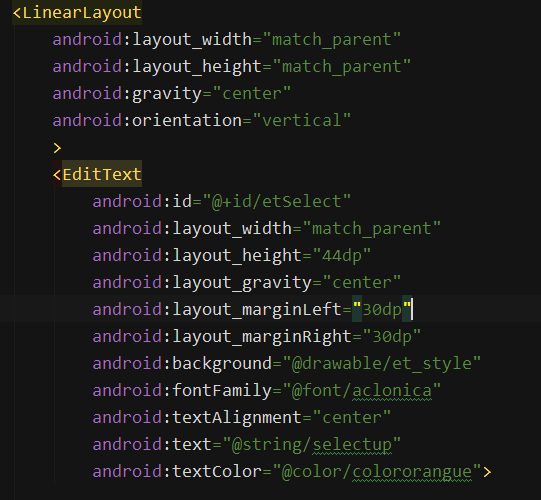 <LinearLayout
android:layout_width="match_parent"
android:layout_height="match_parent"
android:gravity="center"
android:orientation="vertical"
>
<EditText
android:id="@+id/etSelect"
android:layout_width="match_parent"
android:layout_height="44dp"
android:layout_gravity="center"
android:layout_marginLeft="30dp"
android:layout_marginRight="30dp"
android:background="@drawable/et_style"
android:fontFamily="@font/aclonica"
android:textAlignment="center"
android:text="@string/selectup"
android:textColor="@color/colororangue">